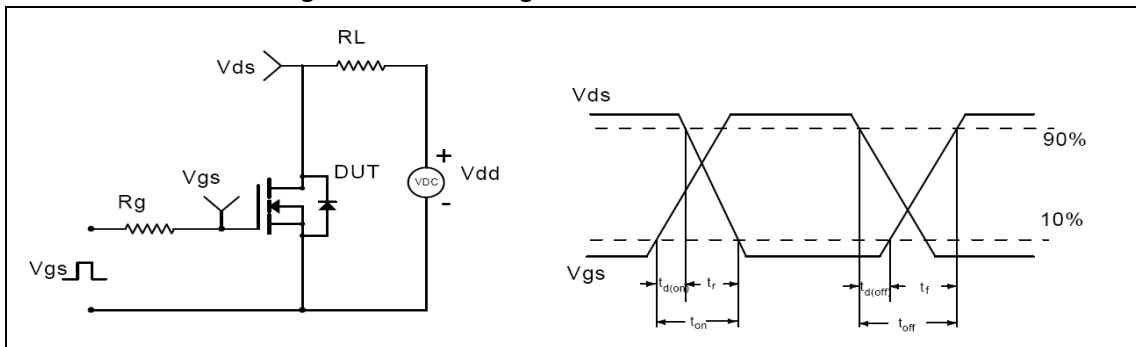 RL
Vds
Vgs
DUT
+
VDC
Vdd
-
Rg
Vgs
Vds
90%
10%
Vgs
td(on)
tr
td(off)
tf
ton
toff